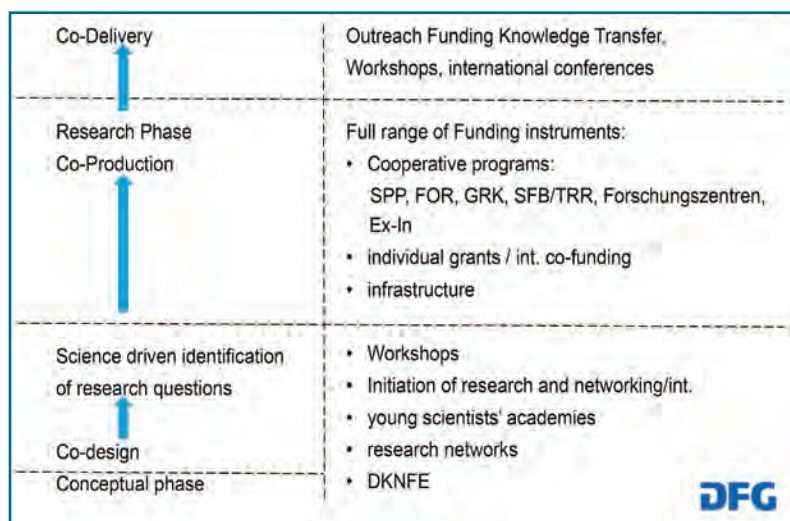 Co-Delivery
Outreach Funding Knowledge Transfer,
Workshops, international conferences
Research Phase
Co-Production
Full range of Funding instruments:
• Cooperative programs:
SPP, FOR, GRK, SFB/TRR, Forschungszentren,
Ex-In
• individual grants / int. co-funding
• infrastructure
Science driven identification
of research questions
Co-design
Conceptual phase
• Workshops
• Initiation of research and networking/int.
• young scientists' academies
• research networks
• DKNFE
DFG